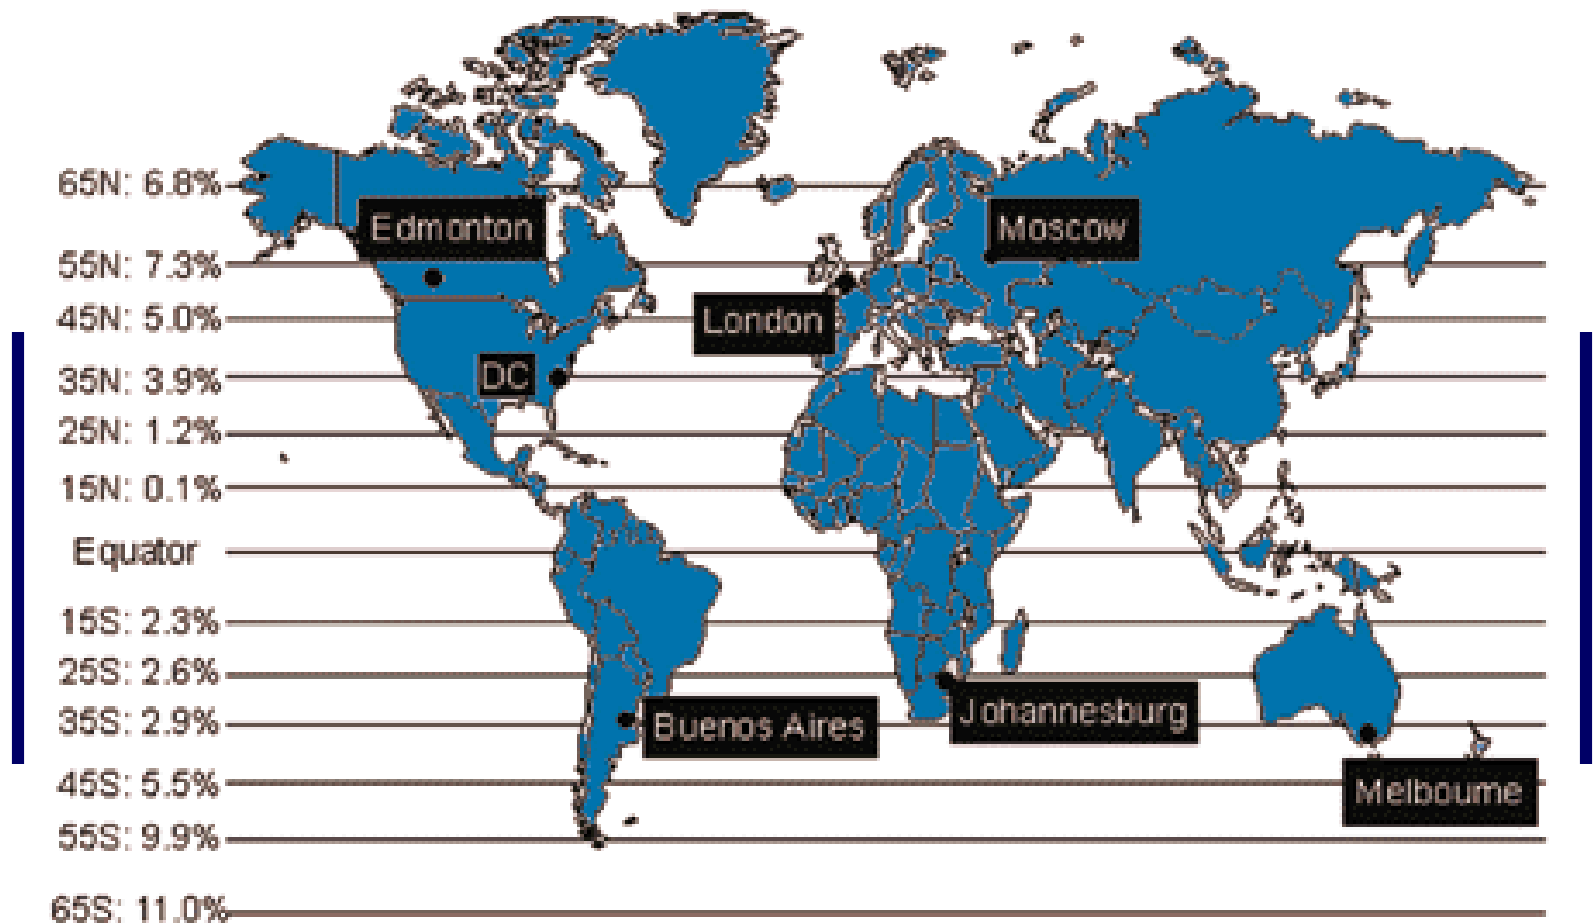 65N: 6.8%
Edmonton
Moscow
55N: 7.3%
45N: 5.0%
London
DC
35N: 3.9%
25N: 1.2%
15N: 0.1%
Equator
15S: 2.3%
25S: 2.6%
Johannesburg
35S: 2.9%
Buenos Aires
45S: 5.5%
Melbourne
55S: 9.9%
65S: 11.0%